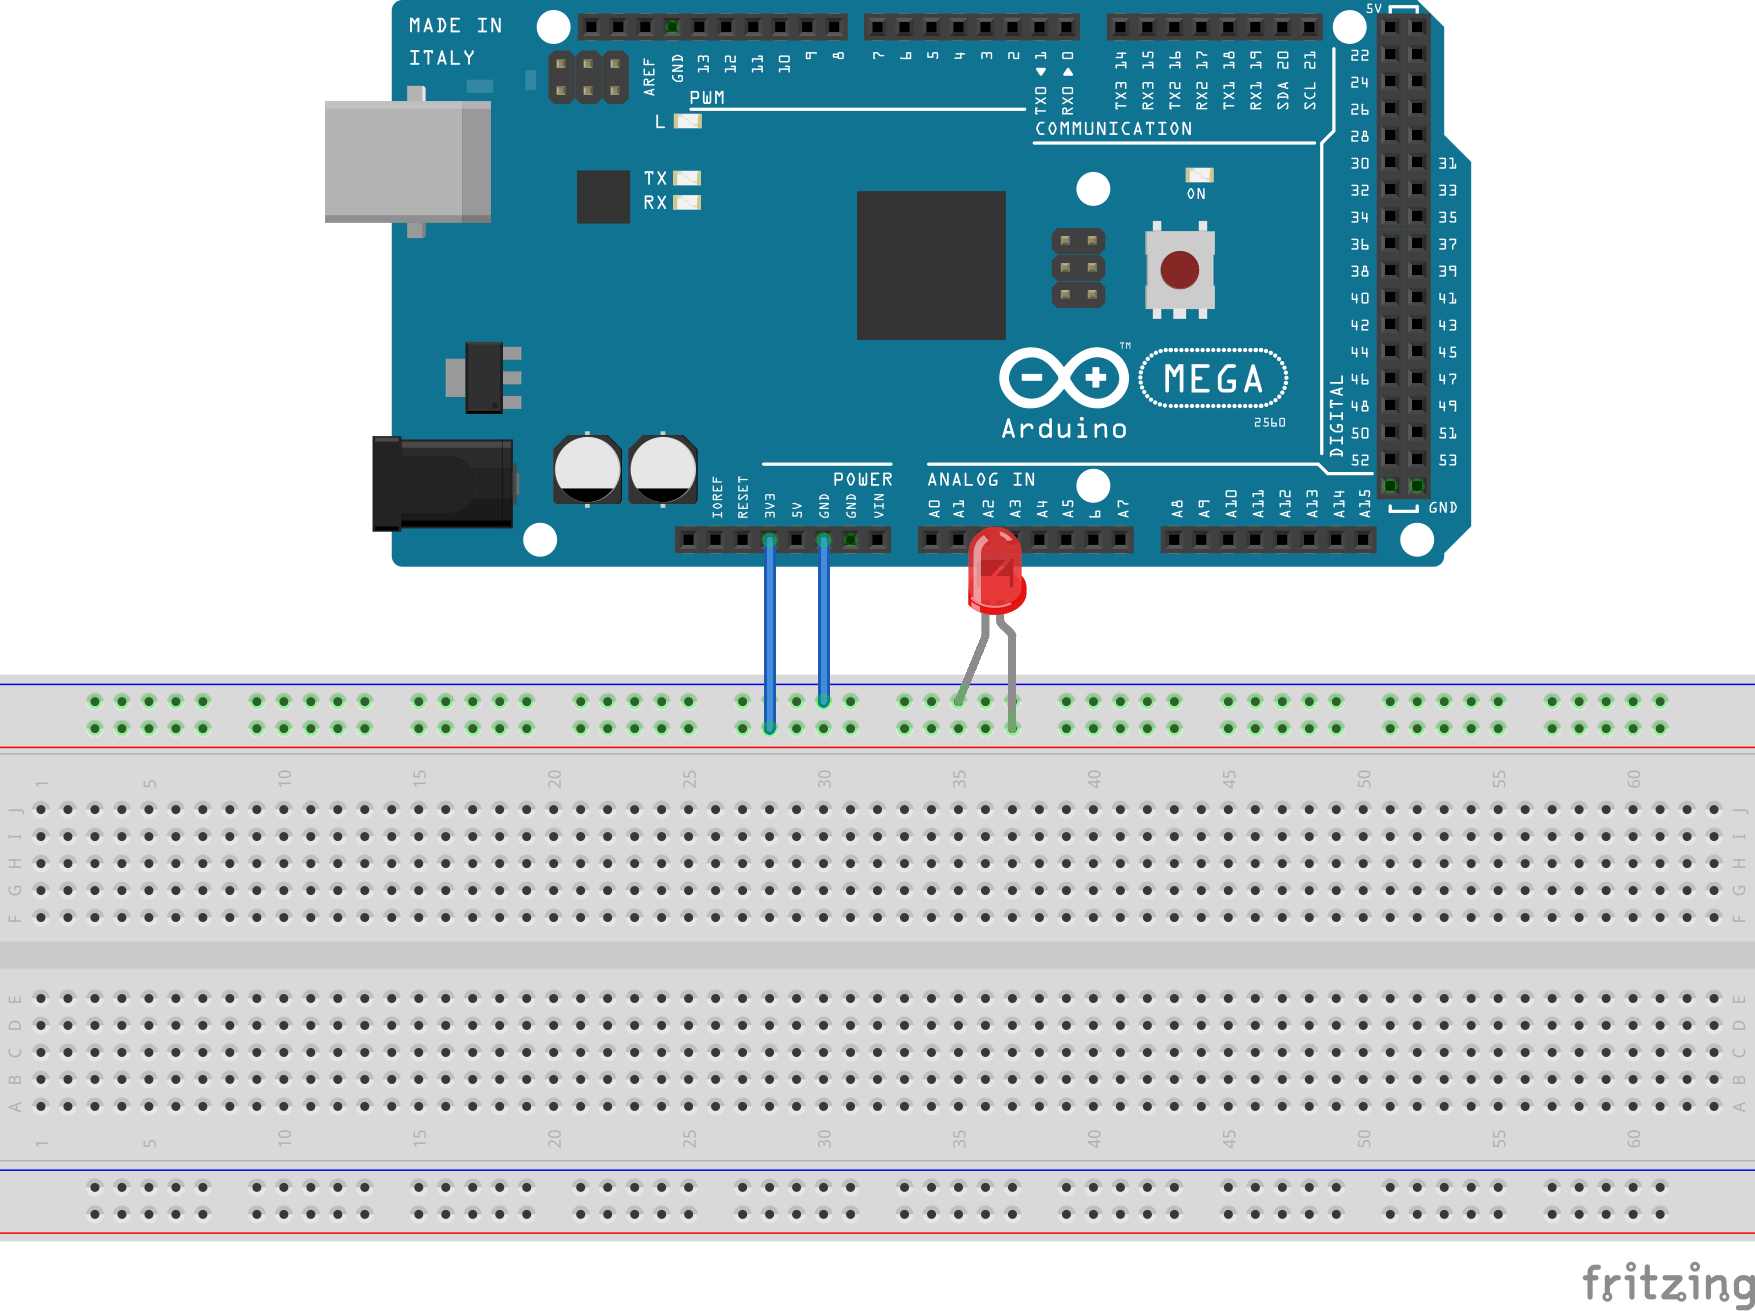 MADE IN
ITALY
AREF
GND
13
12
11
10
9
8
7
6
5
4
3
2
TX0 1
RX0 0
TX3 14
RX3 15
TX2 16
RX2 17
TX1 18
RX1 19
SDA 20
SCL 21
5V
PWM
COMMUNICATION
L
TX
RX
ON
22
24
26
28
30 31
32 33
34 35
36 37
38 39
40 41
42 43
44 45
46 47
48 49
50 51
52 53
GND
DIGITAL
TM
MEGA
Arduino
2560
POWER
ANALOG IN
IOREF
RESET
3V3
5V
GND
GND
VIN
A0
A1
A2
A3
A4
A5
6
A7
A8
A9
A10
A11
A12
A13
A14
A15
1 5 10 15 20 25 30 35 40 45 50 55 60
J J
I I
H H
G G
F F
E E
D D
C C
B B
A A
1 5 10 15 20 25 30 35 40 45 50 55 60
fritzing